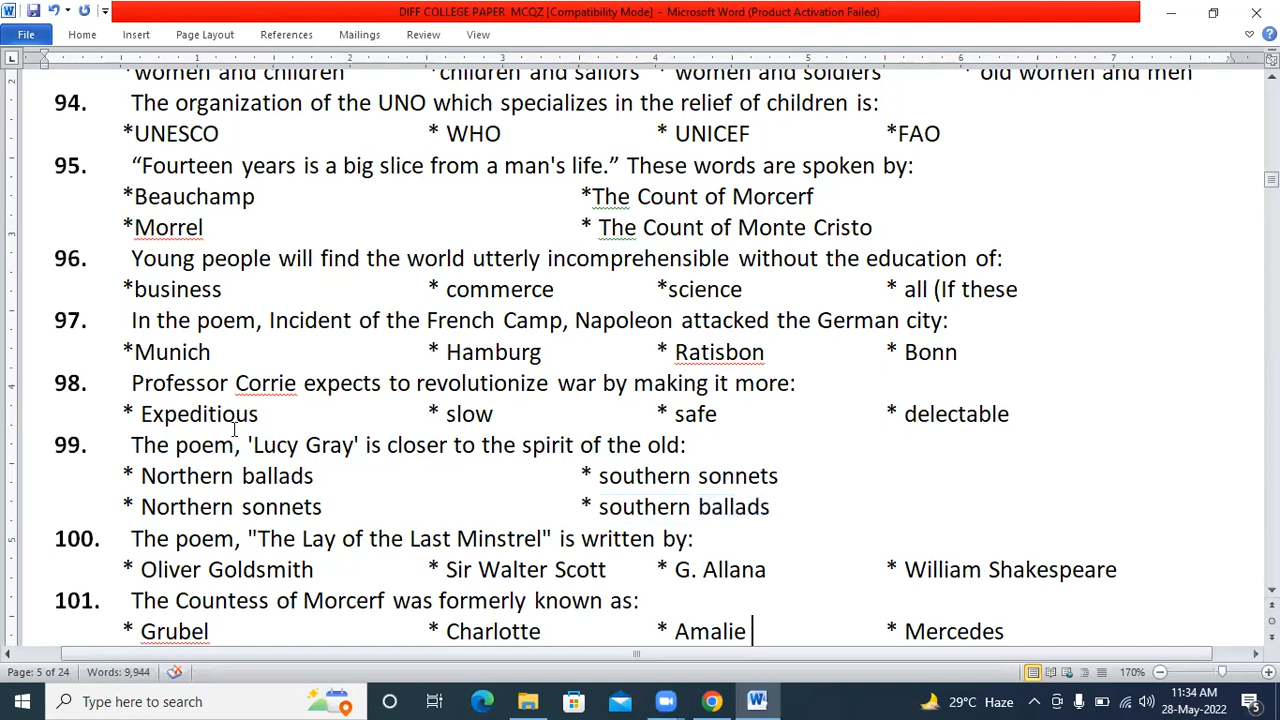 DIFF COLLEGE PAPER  MCQZ [Compatibility Mode] - Microsoft Word (Product Activation Failed)
File Home Insert Page Layout References Mailings Review View
1 2 3 4 5 6 7
*women and children * children and sailors * women and soldiers * old women and men
94. The organization of the UNO which specializes in the relief of children is:
*UNESCO * WHO * UNICEF *FAO
95. “Fourteen years is a big slice from a man's life.” These words are spoken by:
*Beauchamp *The Count of Morcerf
*Morrel * The Count of Monte Cristo
96. Young people will find the world utterly incomprehensible without the education of:
*business * commerce *science * all (If these
97. In the poem, Incident of the French Camp, Napoleon attacked the German city:
*Munich * Hamburg * Ratisbon * Bonn
98. Professor Corrie expects to revolutionize war by making it more:
* Expeditious * slow * safe * delectable
99. The poem, 'Lucy Gray' is closer to the spirit of the old:
* Northern ballads * southern sonnets
* Northern sonnets * southern ballads
100. The poem, "The Lay of the Last Minstrel" is written by:
* Oliver Goldsmith * Sir Walter Scott * G. Allana * William Shakespeare
101. The Countess of Morcerf was formerly known as:
* Grubel * Charlotte * Amalie * Mercedes
Page: 5 of 24 Words: 9,944 170%
Type here to search 29°C Haze 11:34 AM
28-May-2022 5